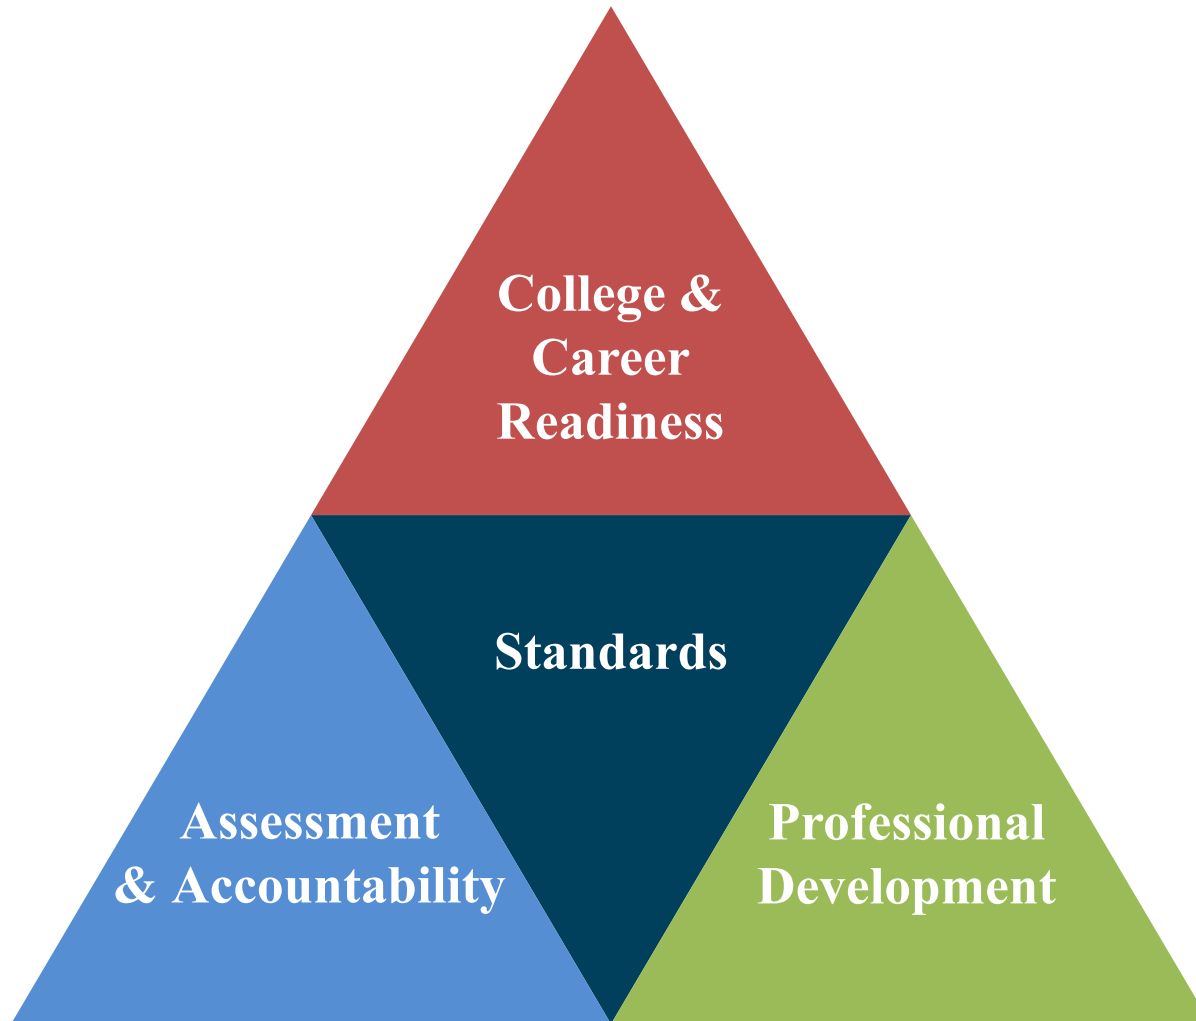 College &
Career
Readiness
Standards
Assessment
& Accountability
Professional
Development